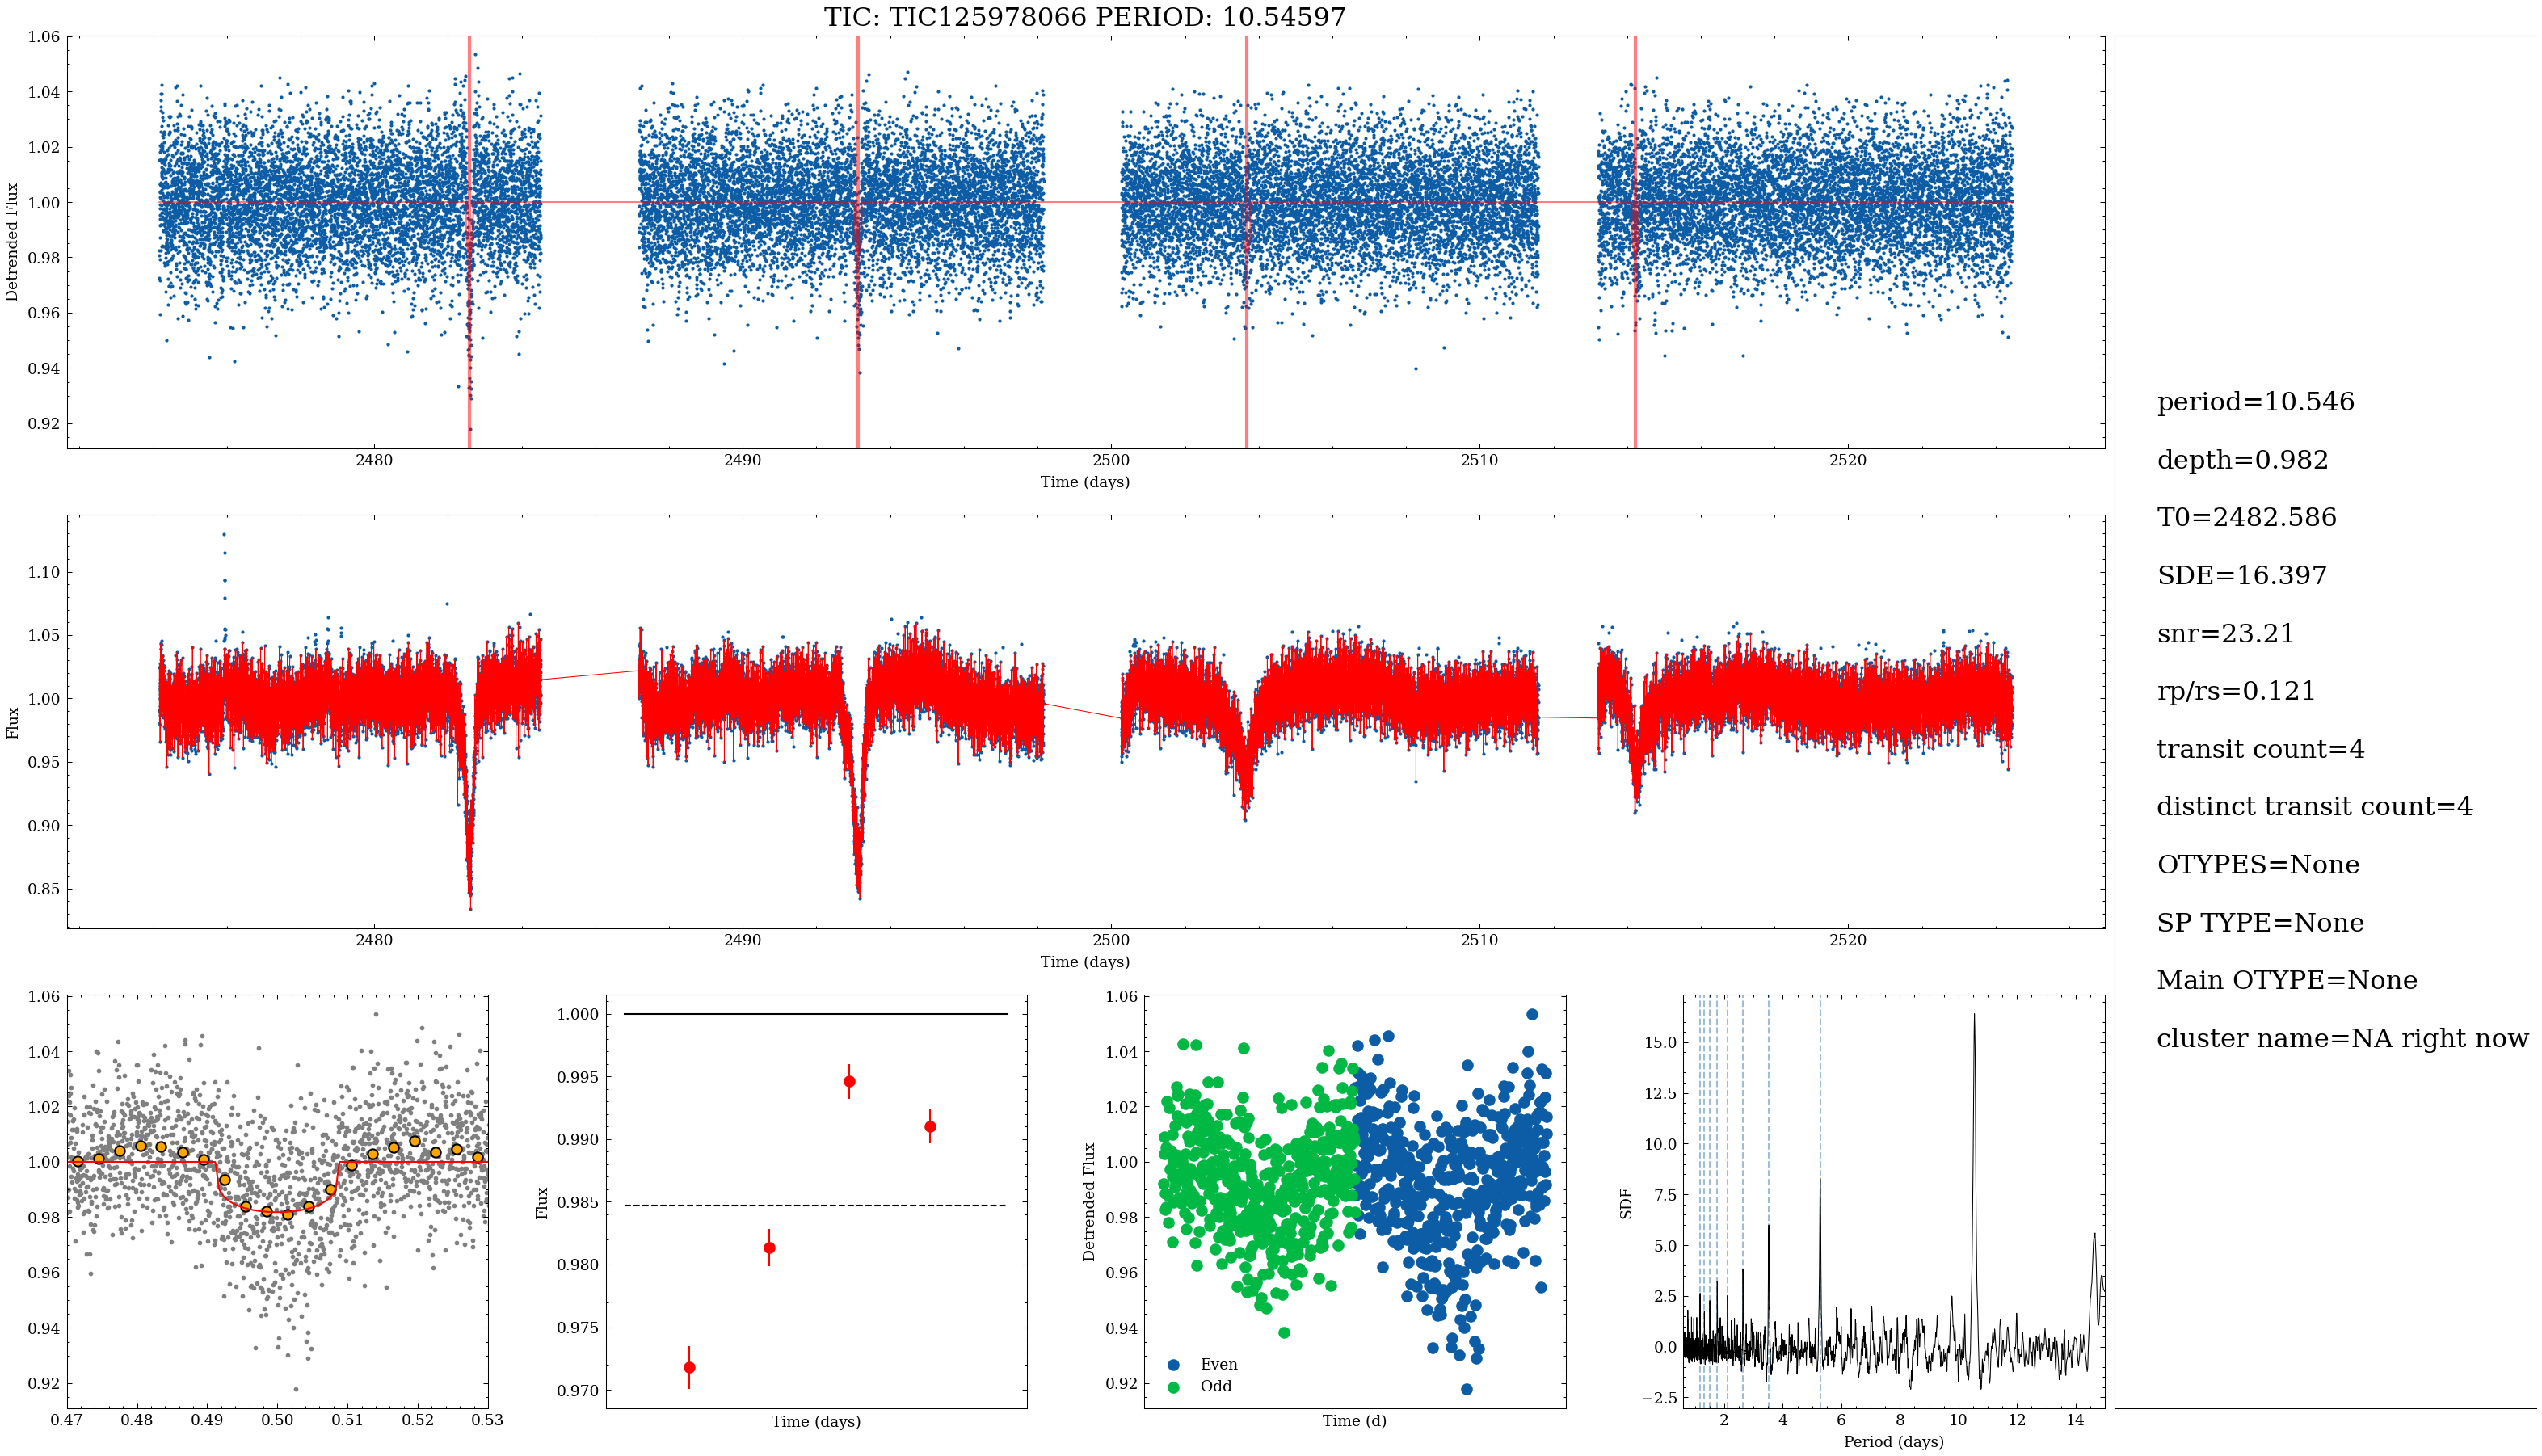 TIC: TIC125978066 PERIOD: 10.54597
1.06
1.04
1.02
1.00
0.98
0.96
0.94
0.92
Detrended Flux
2480
2490
2500
2510
2520
Time (days)
1.10
1.05
1.00
0.95
0.90
0.85
Flux
2480
2490
2500
2510
2520
Time (days)
period=10.546
depth=0.982
T0=2482.586
SDE=16.397
snr=23.21
rp/rs=0.121
transit count=4
distinct transit count=4
OTYPES=None
SP TYPE=None
Main OTYPE=None
cluster name=NA right now
1.06
1.04
1.02
1.00
0.98
0.96
0.94
0.92
0.47
0.48
0.49
0.50
0.51
0.52
0.53
1.000
0.995
0.990
0.985
0.980
0.975
0.970
Flux
Time (days)
1.06
1.04
1.02
1.00
0.98
0.96
0.94
0.92
Detrended Flux
Even
Odd
Time (d)
15.0
12.5
10.0
7.5
5.0
2.5
0.0
−2.5
SDE
2
4
6
8
10
12
14
Period (days)